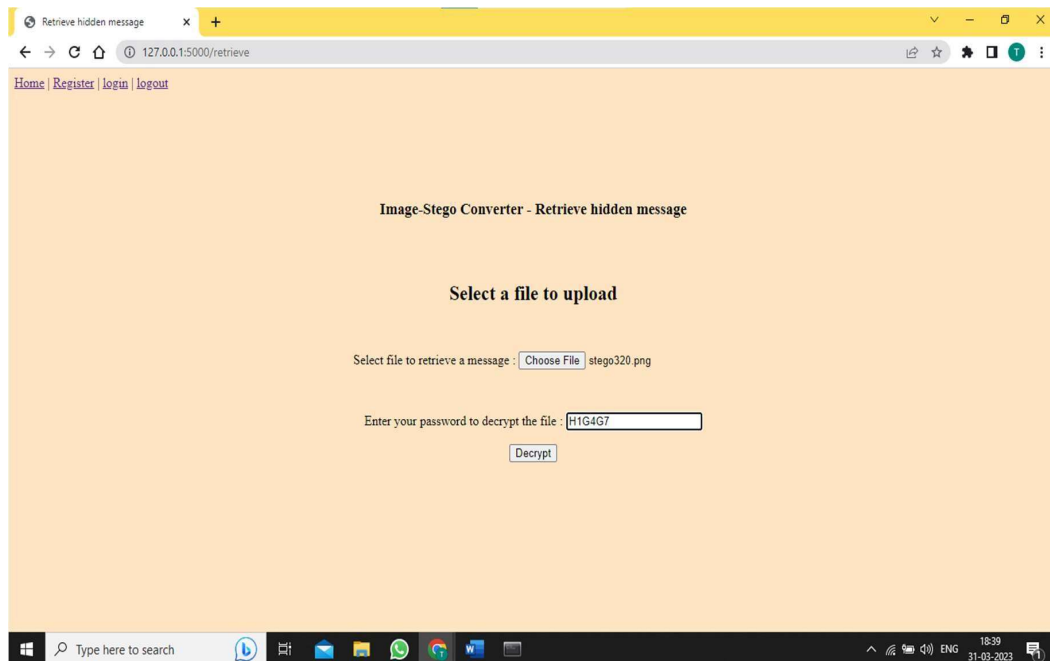 Retrieve hidden message
127.0.0.1:5000/retrieve
T
Home | Register | login | logout
Image-Stego Converter - Retrieve hidden message
Select a file to upload
Select file to retrieve a message : Choose File stego320.png
Enter your password to decrypt the file : H1G4G7
Decrypt
Type here to search
ENG
18:39
31-03-2023